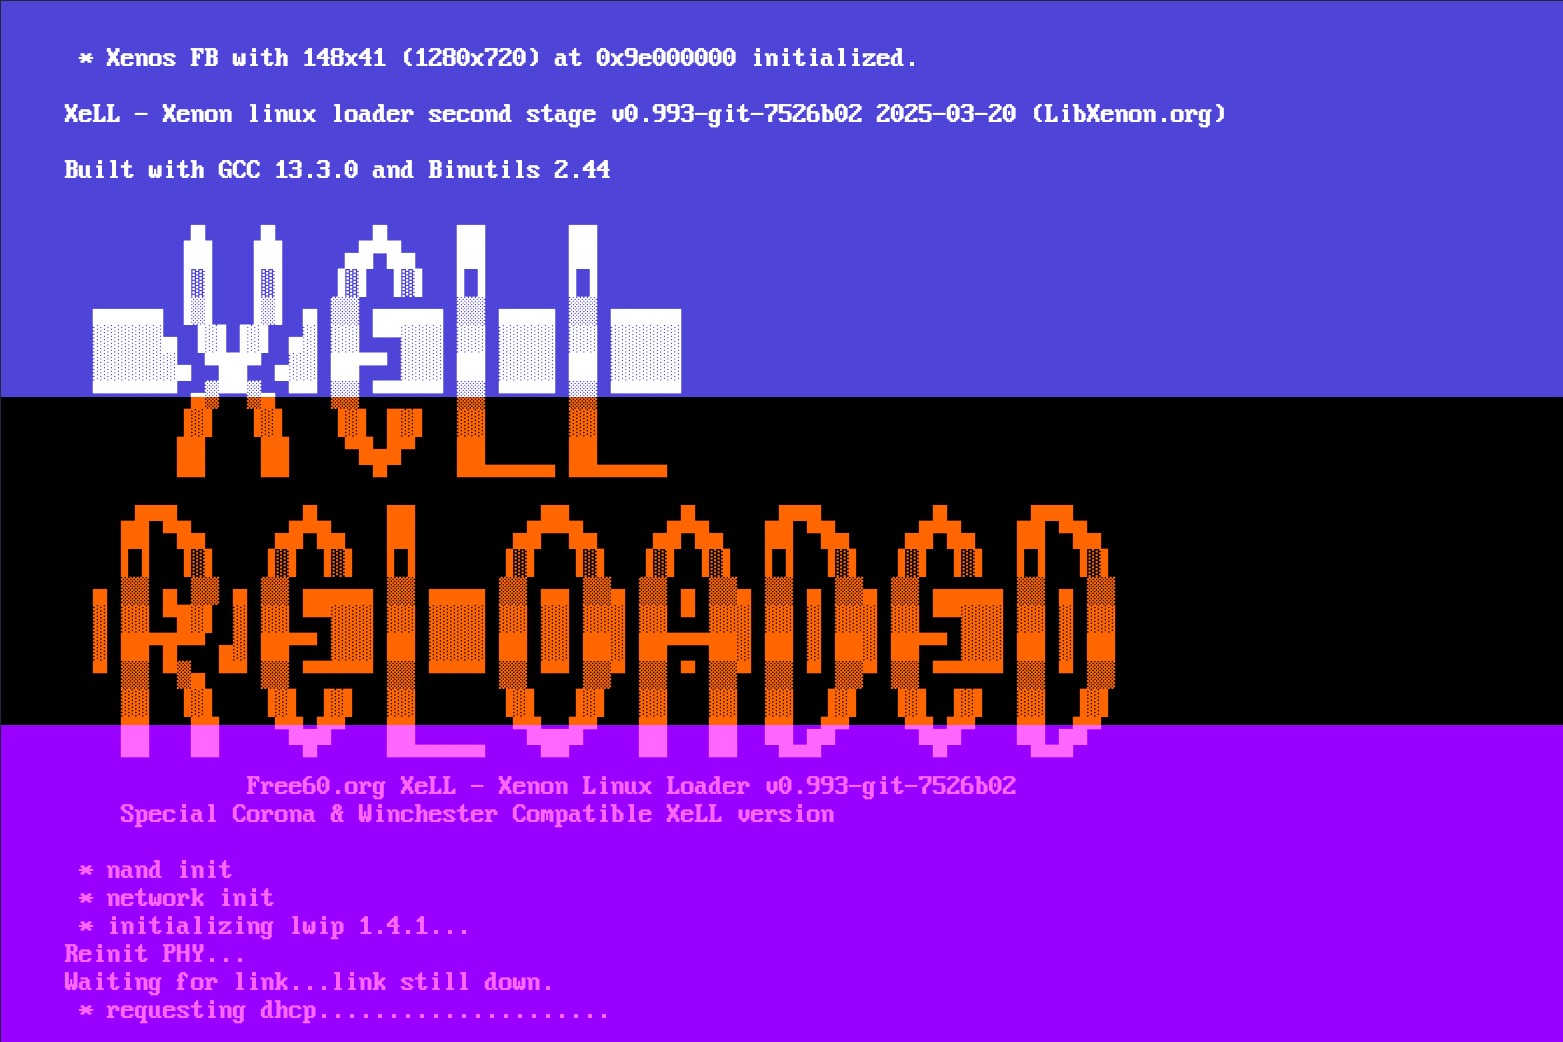 * Xenos FB with 148x41 (1280x720) at 0x9e000000 initialized.
XeLL - Xenon linux loader second stage v0.993-git-7526b02 2025-03-20 (LibXenon.org)
Built with GCC 13.3.0 and Binutils 2.44
XeLL
ReLOADeD
Free60.org XeLL - Xenon Linux Loader v0.993-git-7526b02
Special Corona & Winchester Compatible XeLL version
* nand init
* network init
* initializing lwip 1.4.1...
Reinit PHY...
Waiting for link...link still down.
* requesting dhcp.....................